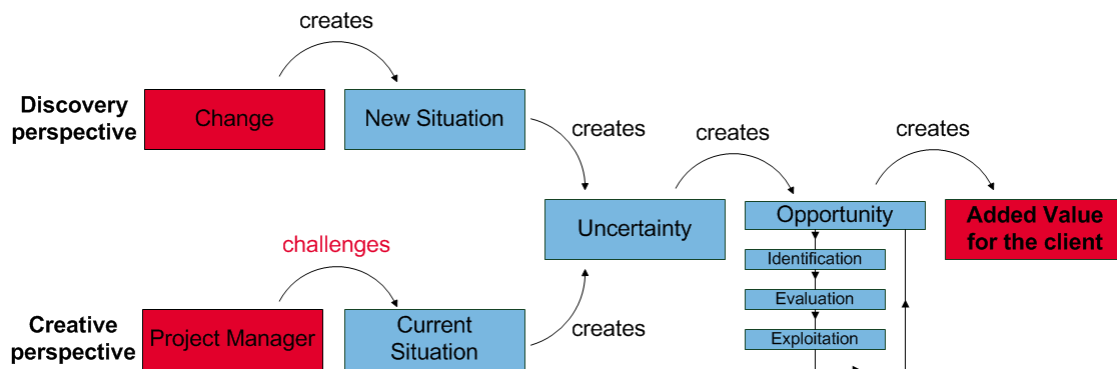 creates
Discovery
perspective
Change
New Situation
creates
creates
creates
Uncertainty
Opportunity
Added Value
for the client
Identification
Evaluation
Exploitation
challenges
Creative
perspective
Project Manager
Current
Situation
creates